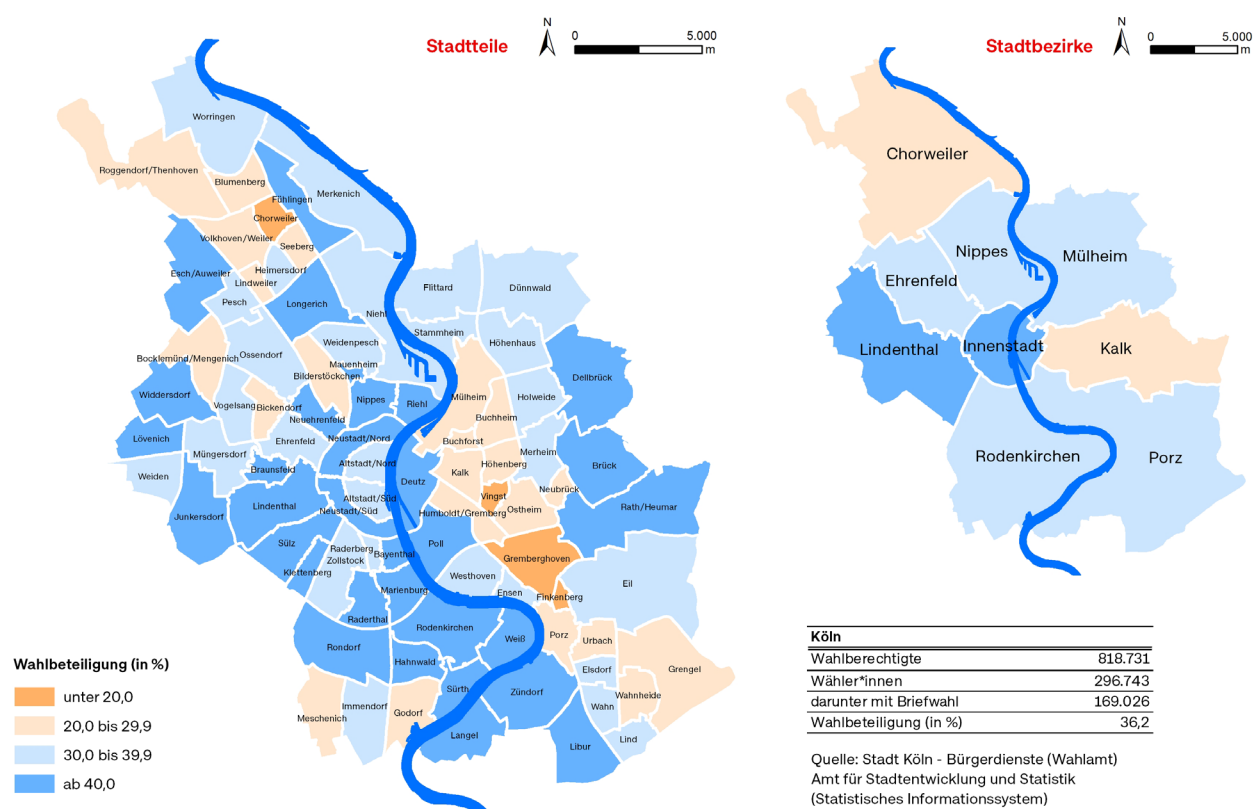 Stadtteile
N
0 5.000
m
Worringen
Roggendorf/Thenhoven
Blumenberg
Merkenich
Fühlingen
Chorweiler
Volkhoven/Weiler
Seeberg
Esch/Auweiler
Heimersdorf
Lindweiler
Pesch
Longerich
Flittard
Dünnwald
Niehl
Stammheim
Weidenpesch
Höhenhaus
Bocklemünd/Mengenich
Ossendorf
Mauenheim
Bilderstöckchen
Dellbrück
Widdersdorf
Nippes
Riehl
Mülheim
Holweide
Vogelsang
Bickendorf
Neuehrenfeld
Buchheim
Lövenich
Ehrenfeld
Neustadt/Nord
Buchforst
Müngersdorf
Merheim
Altstadt/Nord
Höhenberg
Brück
Weiden
Braunsfeld
Kalk
Deutz
Neubrück
Altstadt/Süd
Vingst
Lindenthal
Neustadt/Süd
Humboldt/Gremberg
Ostheim
Rath/Heumar
Junkersdorf
Sülz
Raderberg
Zollstock
Bayenthal
Poll
Gremberghoven
Klettenberg
Westhoven
Eil
Marienburg
Ensen
Finkenberg
Raderthal
Rodenkirchen
Weiß
Porz
Urbach
Rondorf
Hahnwald
Elsdorf
Grengel
Sürth
Zündorf
Wahnheide
Immendorf
Godorf
Wahn
Meschenich
Langel
Libur
Lind
Wahlbeteiligung (in %)
unter 20,0
20,0 bis 29,9
30,0 bis 39,9
ab 40,0
Stadtbezirke
N
0 5.000
m
Chorweiler
Nippes
Mülheim
Ehrenfeld
Lindenthal
Innenstadt
Kalk
Rodenkirchen
Porz
Köln
Wahlberechtigte 818.731
Wähler*innen 296.743
darunter mit Briefwahl 169.026
Wahlbeteiligung (in %) 36,2
Quelle: Stadt Köln - Bürgerdienste (Wahlamt)
Amt für Stadtentwicklung und Statistik
(Statistisches Informationssystem)